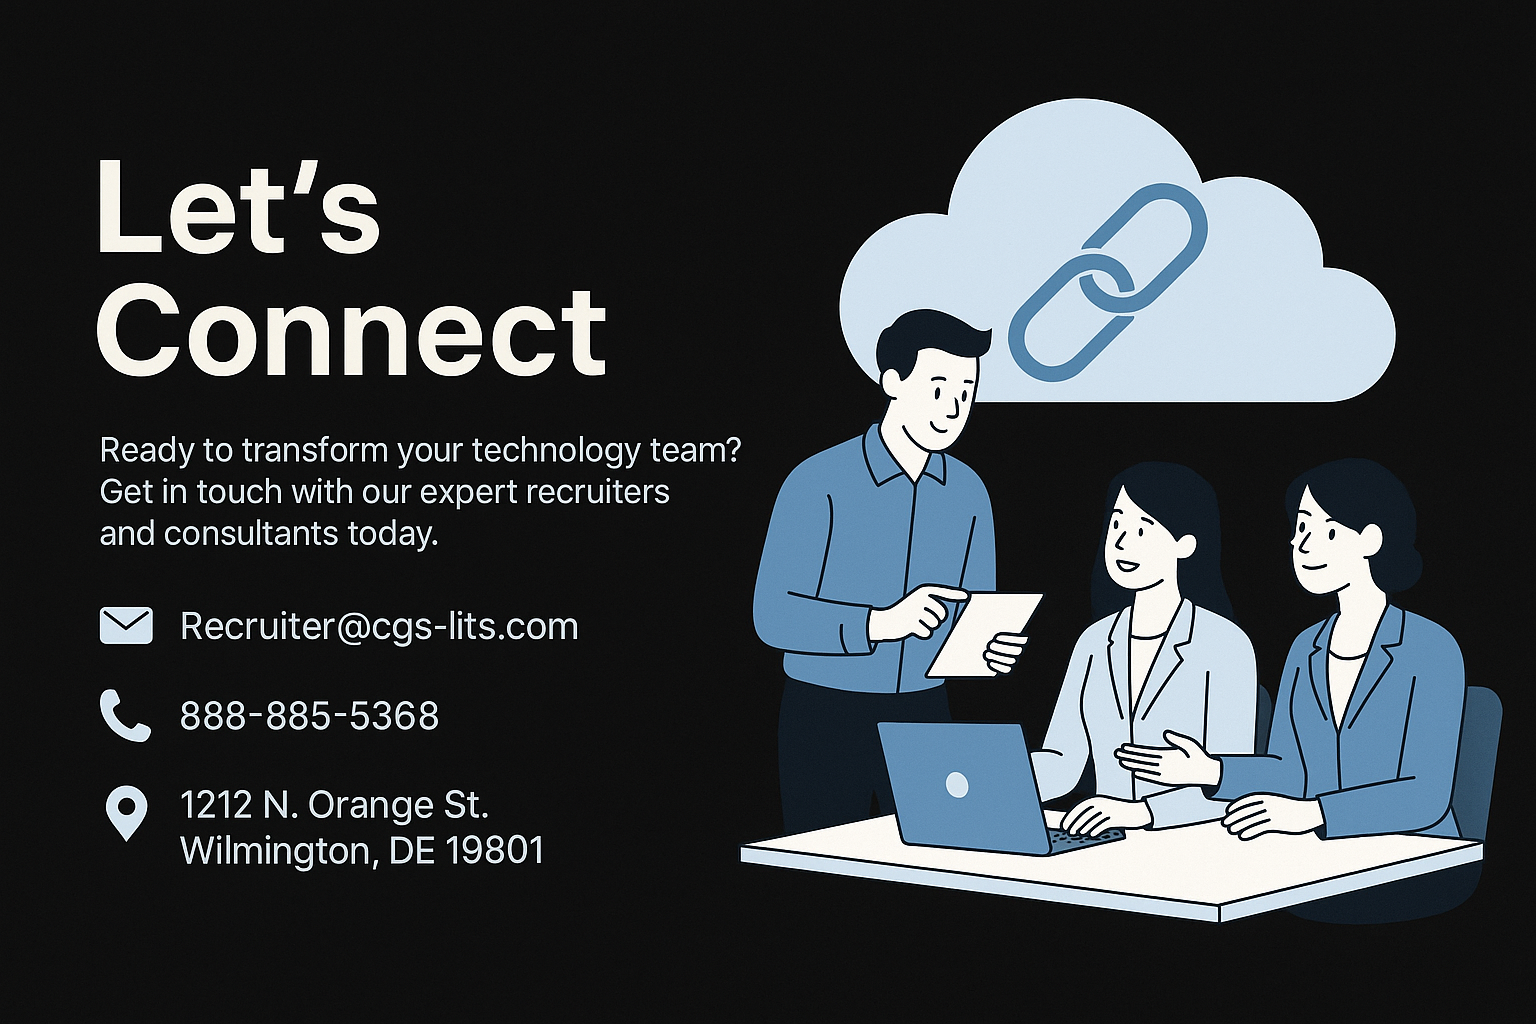 Let’s
Connect
Ready to transform your technology team?
Get in touch with our expert recruiters
and consultants today.
Recruiter@cgs-lits.com
888-885-5368
1212 N. Orange St.
Wilmington, DE 19801